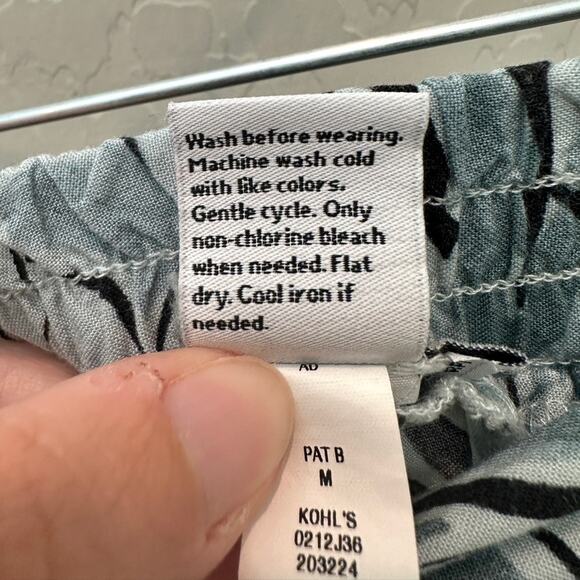 Wash before wearing.
Machine wash cold
with like colors.
Gentle cycle. Only
non-chlorine bleach
when needed. Flat
dry. Cool iron if
needed.
AD
PAT B
M
KOHL'S
0212J36
203224